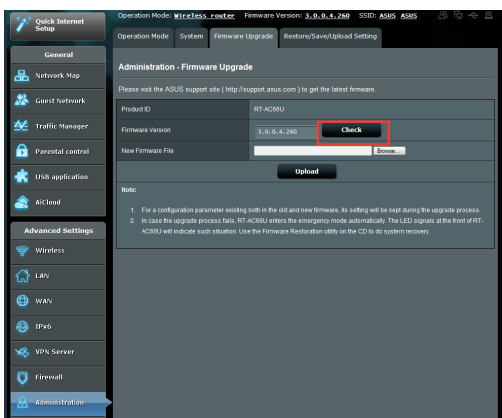 Quick Internet
Setup
Operation Mode: Wireless router Firmware Version: 3.0.0.4.260 SSID: ASUS ASUS
Operation Mode System Firmware Upgrade Restore/Save/Upload Setting
General
Network Map
Guest Network
Traffic Manager
Parental control
USB application
AiCloud
Advanced Settings
Wireless
LAN
WAN
IPv6
VPN Server
Firewall
Administration
Administration - Firmware Upgrade
Please visit the ASUS support site ( http://support.asus.com ) to get the latest firmware.
Product ID RT-AC66U
Firmware Version 3.0.0.4.260 Check
New Firmware File Browse...
Upload
Note:
1. For a configuration parameter existing both in the old and new firmware, its setting will be kept during the upgrade process.
2. In case the upgrade process fails, RT-AC66U enters the emergency mode automatically. The LED signals at the front of RT-
AC66U will indicate such situation. Use the Firmware Restoration utility on the CD to do system recovery.